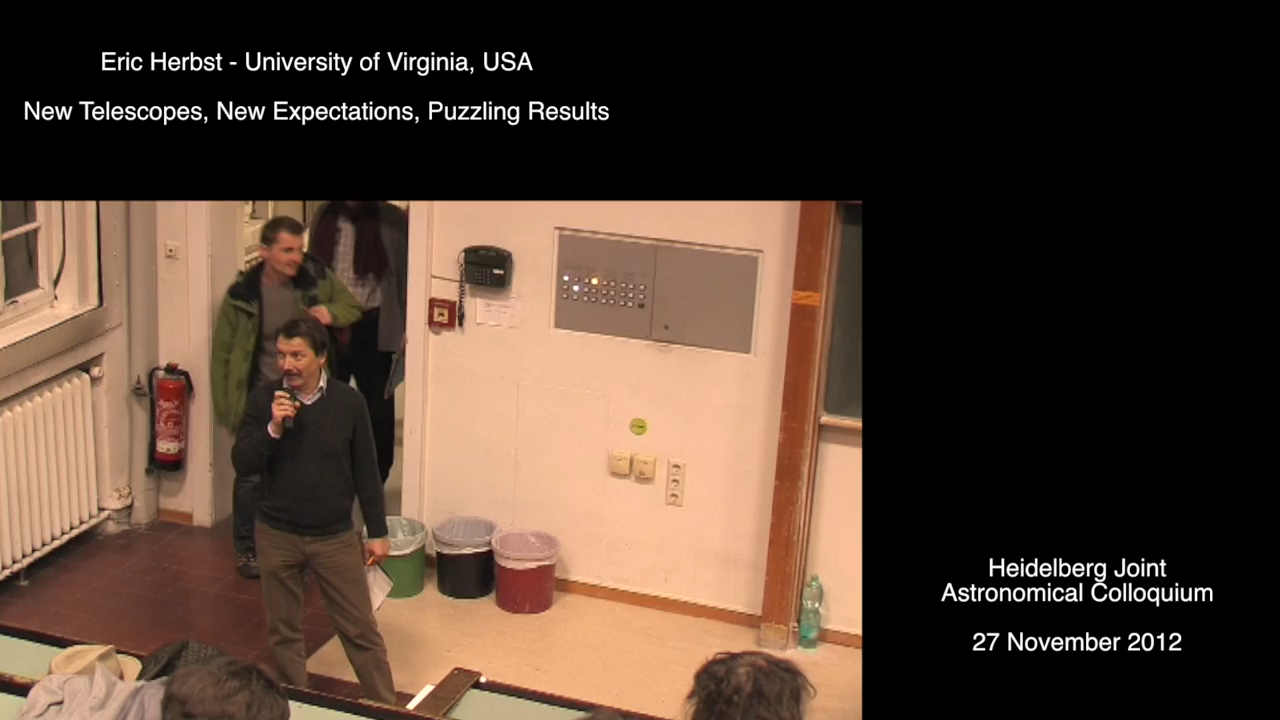 Eric Herbst - University of Virginia, USA
New Telescopes, New Expectations, Puzzling Results
Heidelberg Joint
Astronomical Colloquium
27 November 2012